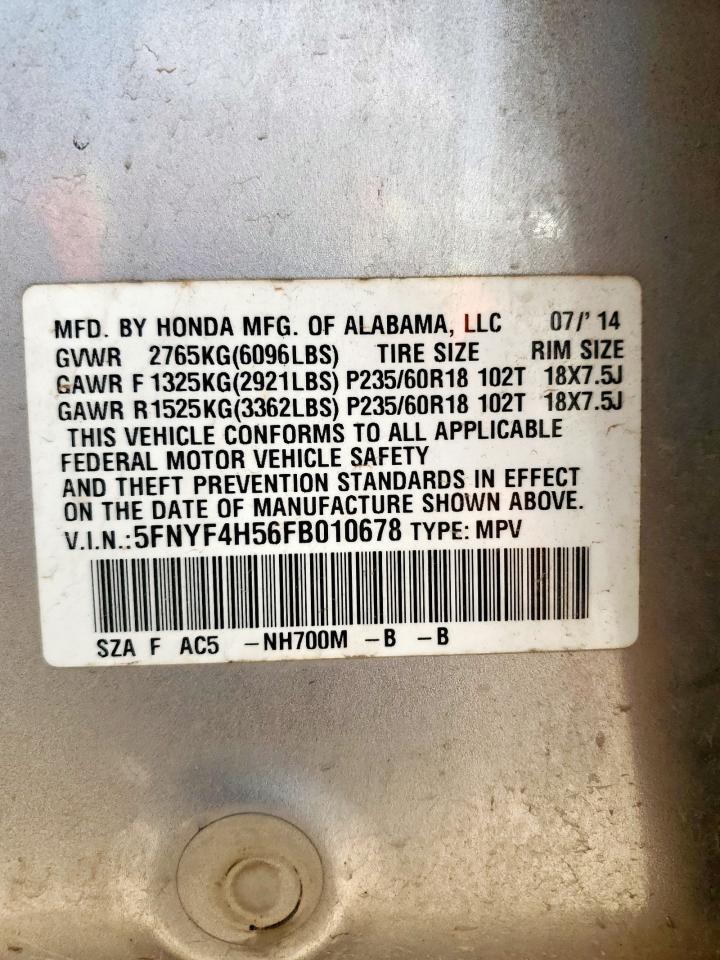 MFD. BY HONDA MFG. OF ALABAMA, LLC 07/'14
GVWR 2765KG(6096LBS) TIRE SIZE RIM SIZE
GAWR F 1325KG(2921LBS) P235/60R18 102T 18X7.5J
GAWR R1525KG(3362LBS) P235/60R18 102T 18X7.5J
THIS VEHICLE CONFORMS TO ALL APPLICABLE
FEDERAL MOTOR VEHICLE SAFETY
AND THEFT PREVENTION STANDARDS IN EFFECT
ON THE DATE OF MANUFACTURE SHOWN ABOVE.
V.I.N.:5FNYF4H56FB010678 TYPE: MPV
SZA F AC5 -NH700M -B -B